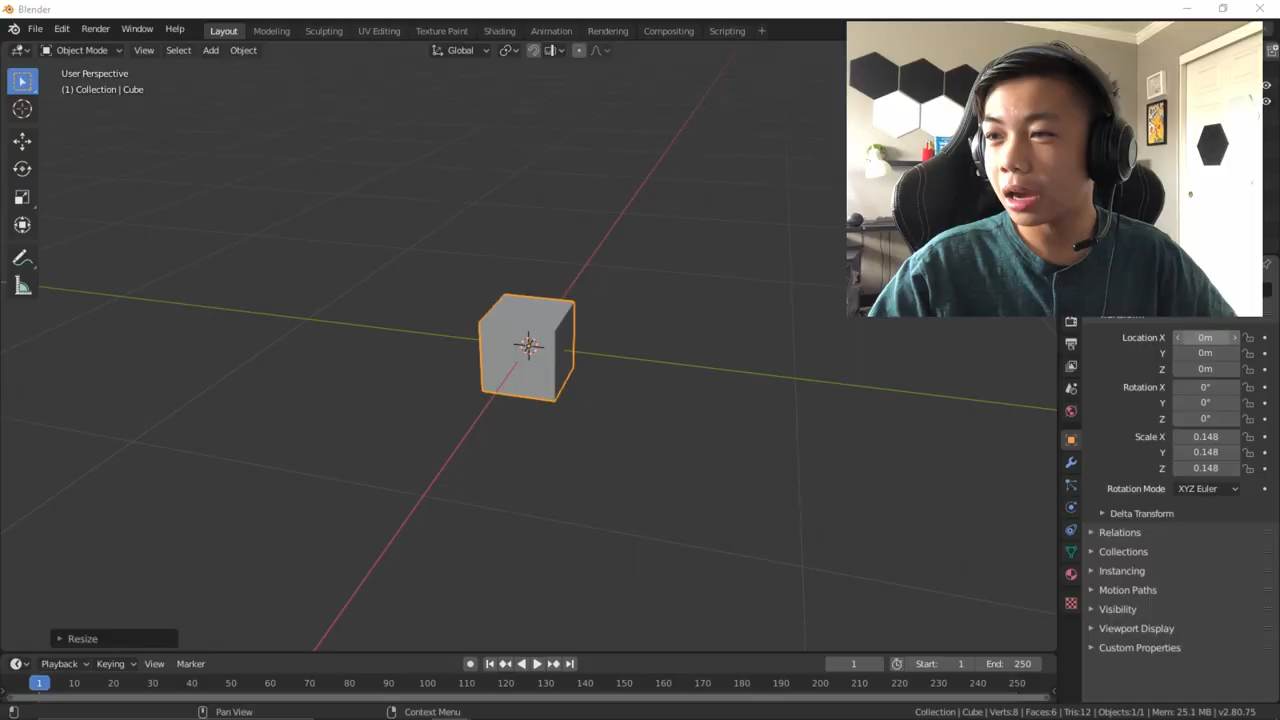 Blender
File Edit Render Window Help
Layout Modeling Sculpting UV Editing Texture Paint Shading Animation Rendering Compositing Scripting +
Object Mode View Select Add Object Global
User Perspective
(1) Collection | Cube
Location X 0m
Y 0m
Z 0m
Rotation X 0°
Y 0°
Z 0°
Scale X 0.148
Y 0.148
Z 0.148
Rotation Mode XYZ Euler
Delta Transform
Relations
Collections
Instancing
Motion Paths
Visibility
Viewport Display
Custom Properties
Resize
Playback Keying View Marker 1 Start: 1 End: 250
1 10 20 30 40 50 60 70 80 90 100 110 120 130 140 150 160 170 180 190 200 210 220 230 240 250
Pan View Context Menu Collection | Cube | Verts:8 | Faces:6 | Tris:12 | Objects:1/1 | Mem: 25.1 MB | v2.80.75